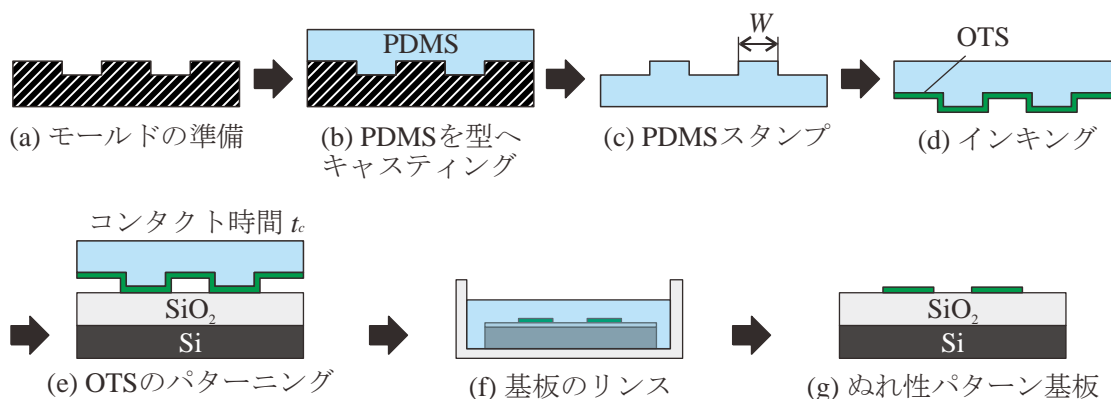 W
PDMS
OTS
(a) モールドの準備
(b) PDMSを型へ
キャスティング
(c) PDMSスタンプ
(d) インキング
コンタクト時間 tc
SiO2
Si
SiO2
Si
(e) OTSのパターニング
(f) 基板のリンス
(g) ぬれ性パターン基板